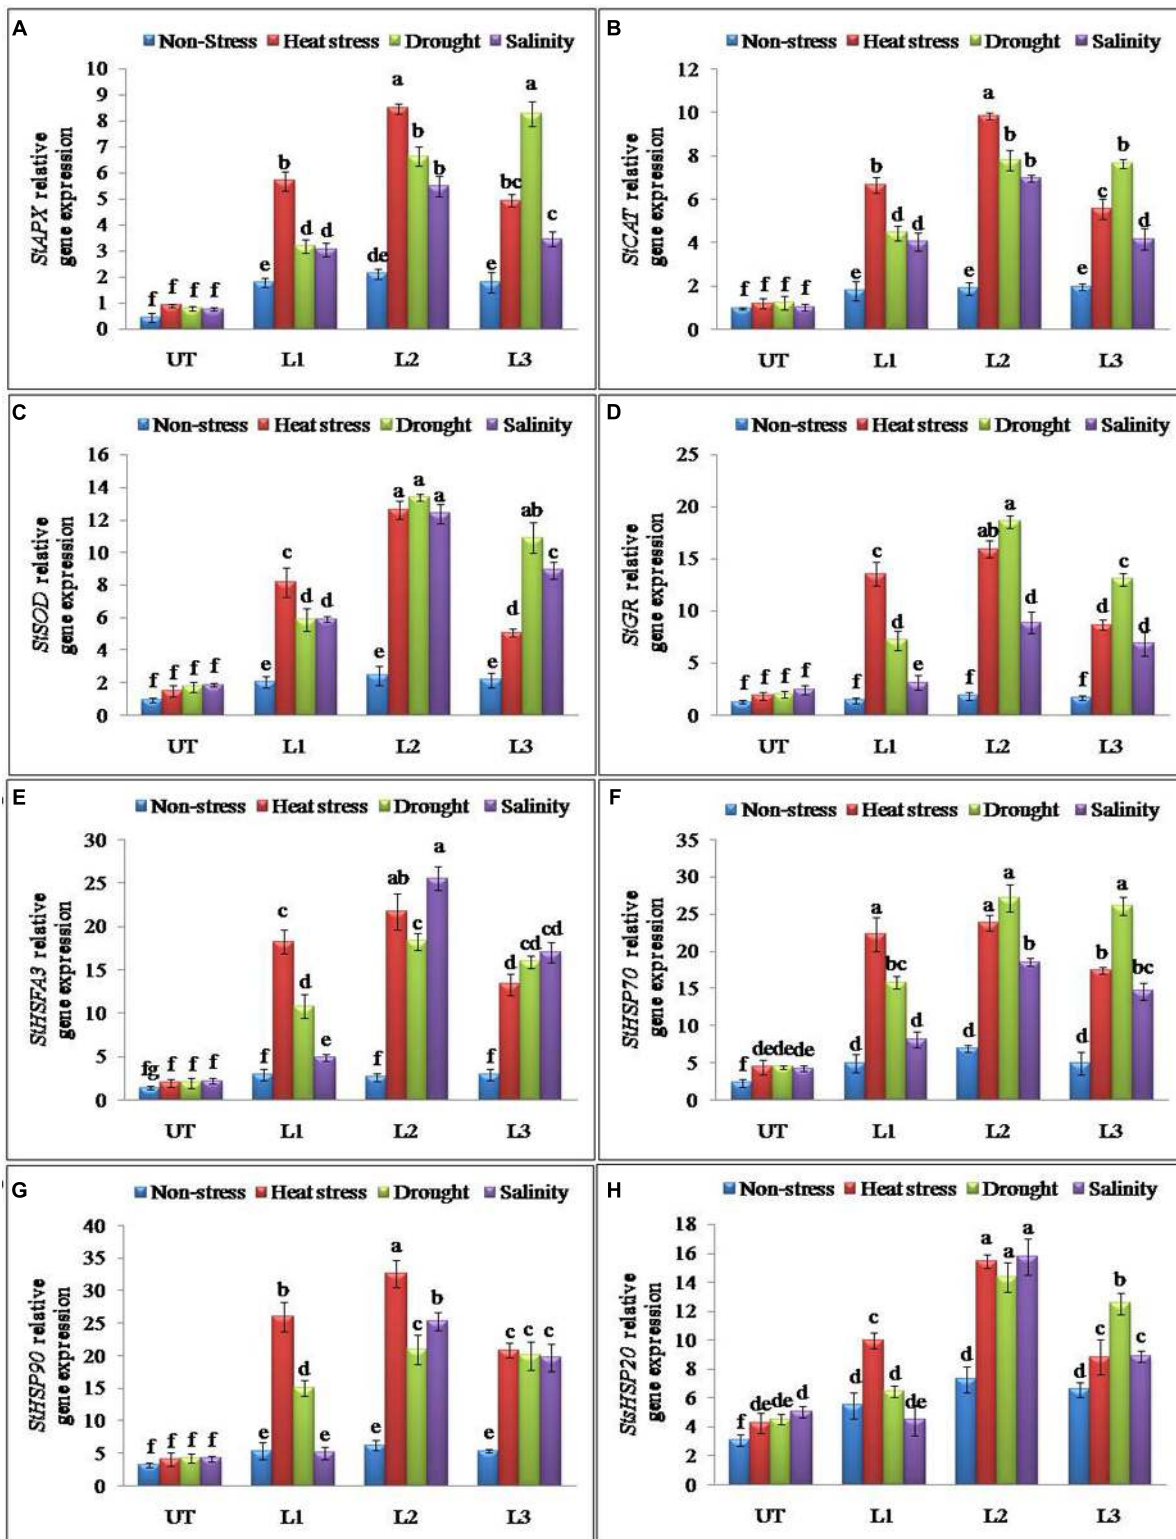 A
Non-Stress Heat stress Drought Salinity
StAPX relative
gene expression
10
9
8
7
6
5
4
3
2
1
0
f f f f
e b d d
de a b b
e bc a c
UT L1 L2 L3
B
Non-stress Heat stress Drought Salinity
StCAT relative
gene expression
12
10
8
6
4
2
0
f f f f
e b d d
e a b b
e c b d
UT L1 L2 L3
C
Non-stress Heat stress Drought Salinity
StSOD relative
gene expression
16
14
12
10
8
6
4
2
0
f f f f
e c d d
e a a a
e d ab c
UT L1 L2 L3
D
Non-stress Heat stress Drought Salinity
StGR relative
gene expression
25
20
15
10
5
0
f f f f
f c d e
f ab a d
f d c d
UT L1 L2 L3
E
Non-stress Heat stress Drought Salinity
StHSFA3 relative
gene expression
30
25
20
15
10
5
0
fg f f f
f c d e
f ab c a
f d cd cd
UT L1 L2 L3
F
Non-stress Heat stress Drought Salinity
StHSP70 relative
gene expression
35
30
25
20
15
10
5
0
f de de de
d a bc d
d a a b
d b a bc
UT L1 L2 L3
G
Non-stress Heat stress Drought Salinity
StHSP90 relative
gene expression
40
35
30
25
20
15
10
5
0
f f f f
e b d e
e a c b
e c c c
UT L1 L2 L3
H
Non-stress Heat stress Drought Salinity
StsHSP20 relative
gene expression
18
16
14
12
10
8
6
4
2
0
f de de d
d c d de
d a a a
d c b c
UT L1 L2 L3